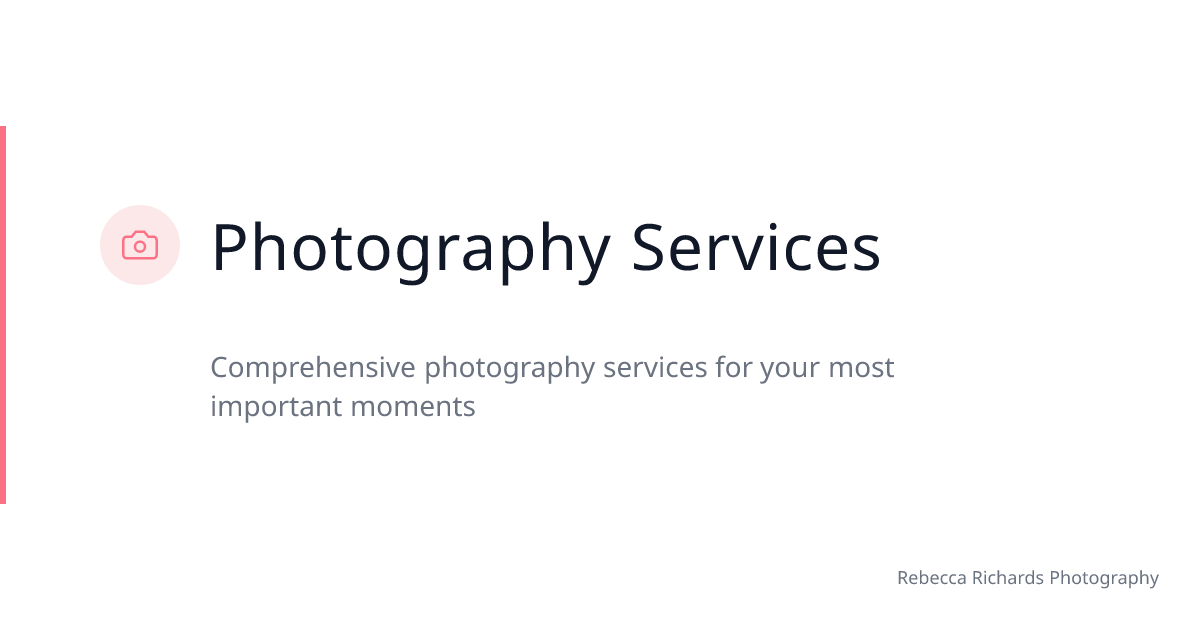 Photography Services
Comprehensive photography services for your most
important moments
Rebecca Richards Photography